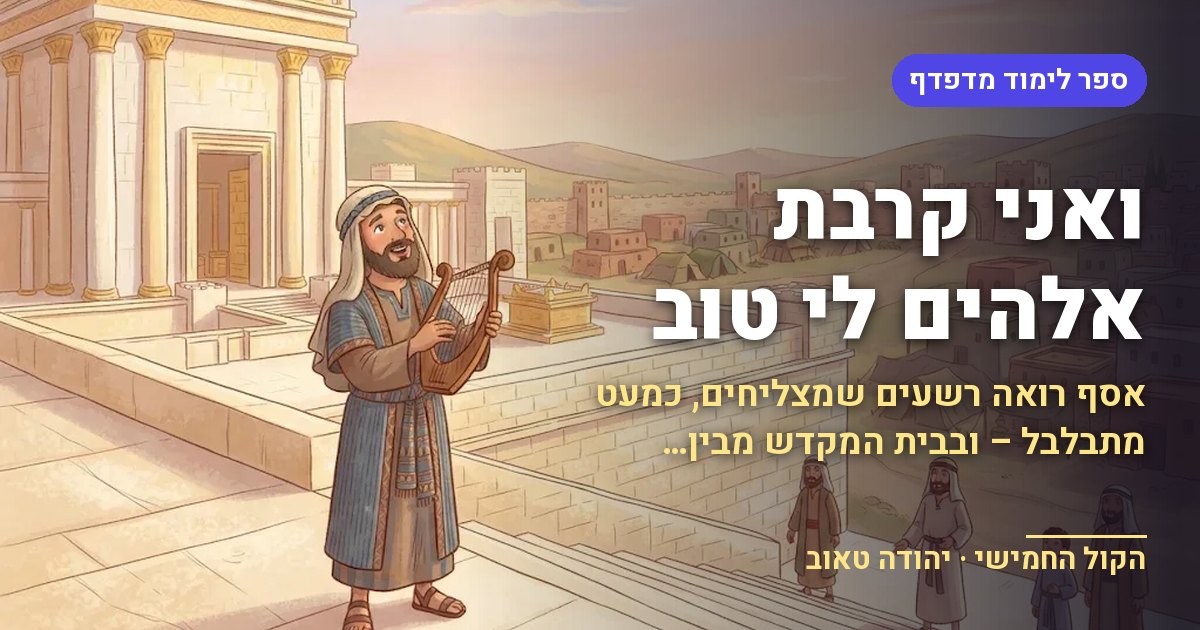 ספר לימוד מדפדף
ואני קרבת
אלהים לי טוב
אסף רואה רשעים שמצליחים, כמעט
מתבלבל – ובבית המקדש מבין...
הקול החמישי · יהודה טאוב